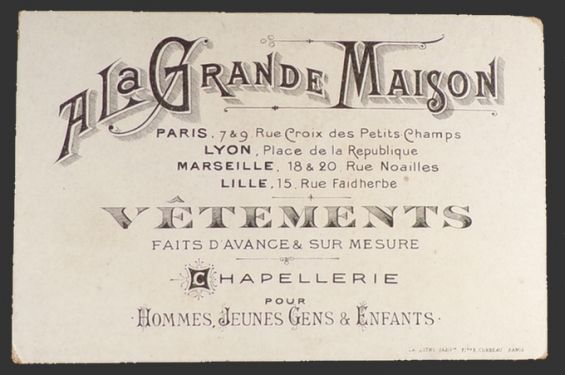 A La Grande Maison
PARIS. 7 & 9 Rue Croix des Petits Champs
LYON, Place de la Republique
MARSEILLE, 18 & 20. Rue Noailles
LILLE, 15. Rue Faidherbe
VÊTEMENTS
FAITS D'AVANCE & SUR MESURE
CHAPELLERIE
POUR
HOMMES, JEUNES GENS & ENFANTS
PARIS